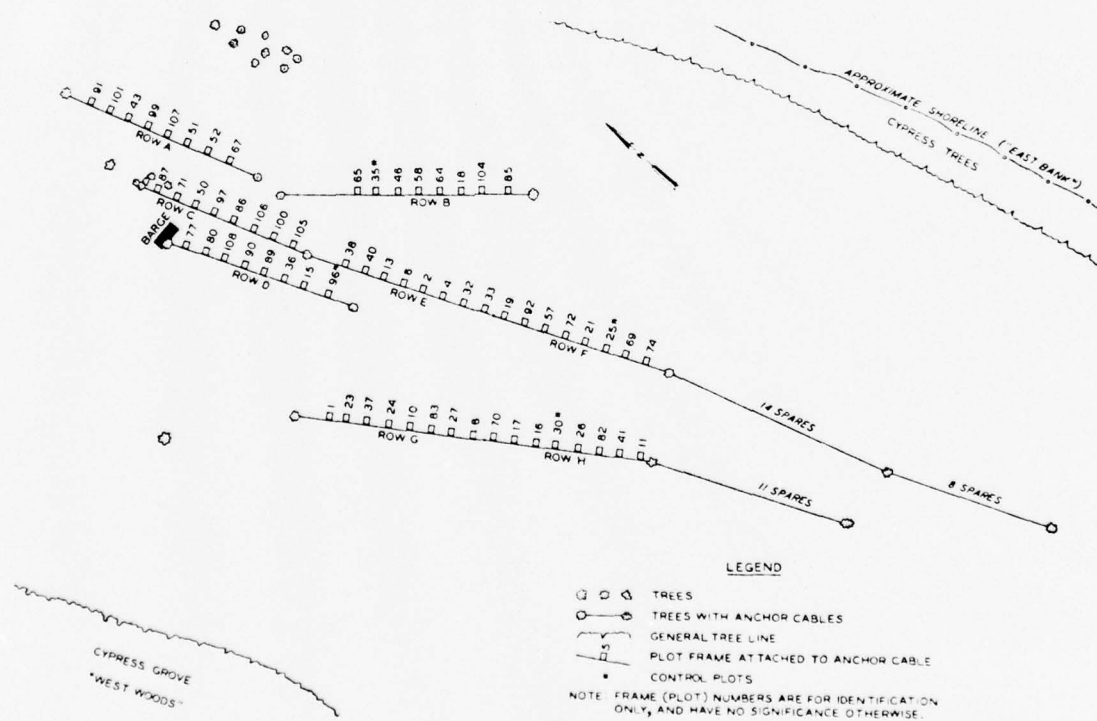 APPROXIMATE SHORELINE ("EAST BANK")
CYPRESS TREES
N
91 101 43 99 107 51 52 67
ROW A
65 35* 46 58 64 18 104 85
ROW B
87 71 50 97 86 106 100 105
ROW C
BARGE
77 80 108 90 89 36 15 96*
ROW D
38 40 13 6 2 4 32 33 19 92 57 72 21 25* 69 74
ROW E
ROW F
1 23 37 24 10 83 27 8 70 17 16 30* 28 82 41 11
ROW G
ROW H
14 SPARES
8 SPARES
11 SPARES
CYPRESS GROVE
"WEST WOODS"
LEGEND
TREES
TREES WITH ANCHOR CABLES
GENERAL TREE LINE
5 PLOT FRAME ATTACHED TO ANCHOR CABLE
* CONTROL PLOTS
NOTE: FRAME (PLOT) NUMBERS ARE FOR IDENTIFICATION
ONLY, AND HAVE NO SIGNIFICANCE OTHERWISE.